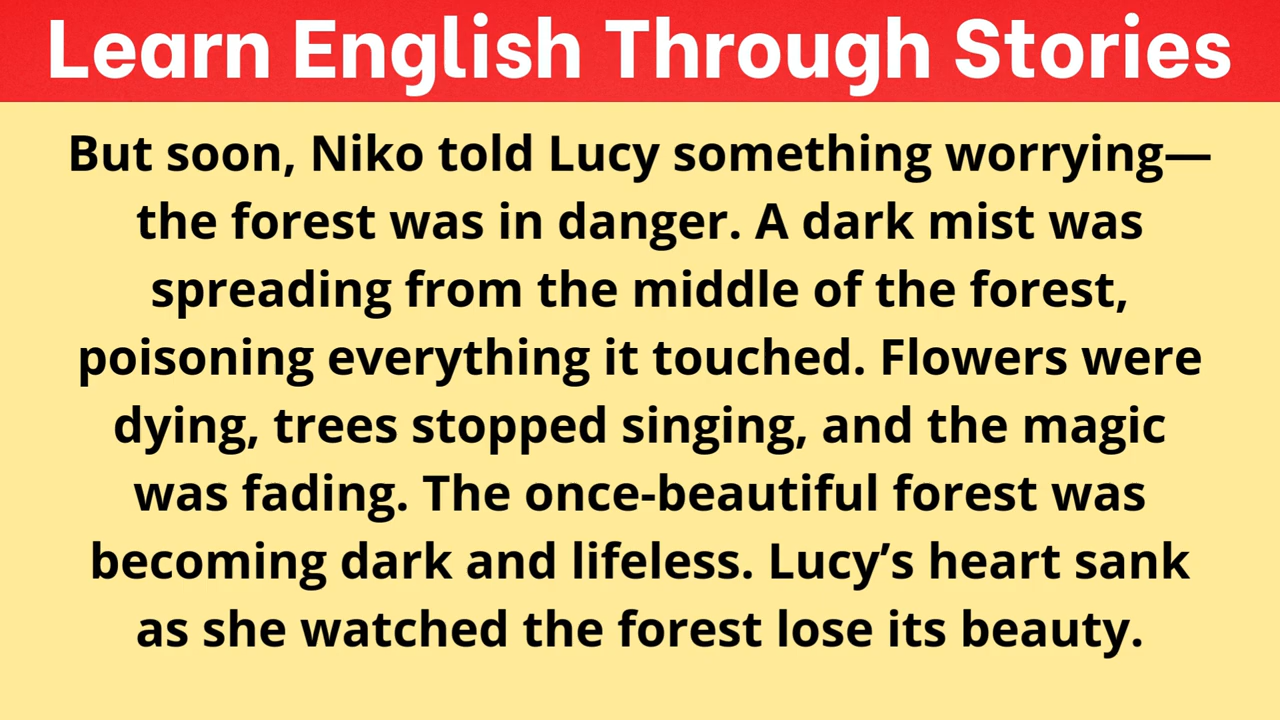 Learn English Through Stories
But soon, Niko told Lucy something worrying—
the forest was in danger. A dark mist was
spreading from the middle of the forest,
poisoning everything it touched. Flowers were
dying, trees stopped singing, and the magic
was fading. The once-beautiful forest was
becoming dark and lifeless. Lucy’s heart sank
as she watched the forest lose its beauty.